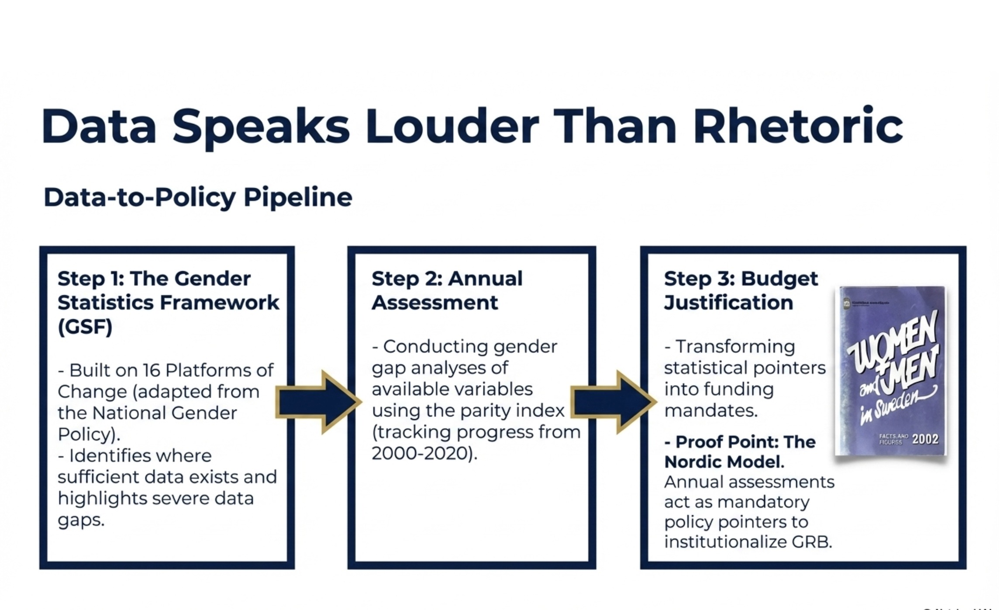 Data Speaks Louder Than Rhetoric
Data-to-Policy Pipeline
Step 1: The Gender
Statistics Framework
(GSF)
- Built on 16 Platforms of
Change (adapted from
the National Gender
Policy).
- Identifies where
sufficient data exists and
highlights severe data
gaps.
Step 2: Annual
Assessment
- Conducting gender
gap analyses of
available variables
using the parity index
(tracking progress from
2000-2020).
Step 3: Budget
Justification
- Transforming
statistical pointers
into funding
mandates.
- Proof Point: The
Nordic Model.
Annual assessments
act as mandatory
policy pointers to
institutionalize GRB.
WOMEN
and MEN
in Sweden
FACTS AND
FIGURES 2002